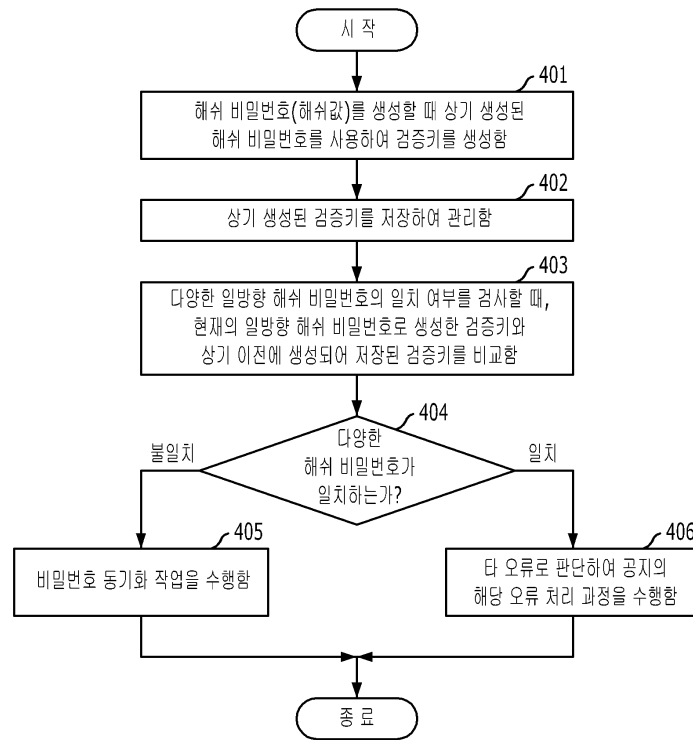 시 작
401
해쉬 비밀번호(해쉬값)를 생성할 때 상기 생성된
해쉬 비밀번호를 사용하여 검증키를 생성함
402
상기 생성된 검증키를 저장하여 관리함
403
다양한 일방향 해쉬 비밀번호의 일치 여부를 검사할 때,
현재의 일방향 해쉬 비밀번호로 생성한 검증키와
상기 이전에 생성되어 저장된 검증키를 비교함
404
다양한
해쉬 비밀번호가
일치하는가?
불일치
일치
405
비밀번호 동기화 작업을 수행함
406
타 오류로 판단하여 공지의
해당 오류 처리 과정을 수행함
종 료